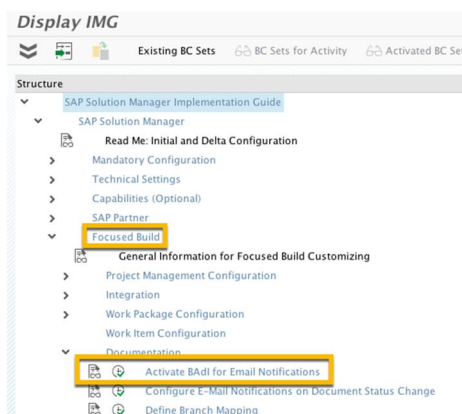 Display IMG
Existing BC Sets BC Sets for Activity Activated BC Se
Structure
SAP Solution Manager Implementation Guide
SAP Solution Manager
Read Me: Initial and Delta Configuration
Mandatory Configuration
Technical Settings
Capabilities (Optional)
SAP Partner
Focused Build
General Information for Focused Build Customizing
Project Management Configuration
Integration
Work Package Configuration
Work Item Configuration
Documentation
Activate BAdI for Email Notifications
Configure E-Mail Notifications on Document Status Change
Define Branch Mapping